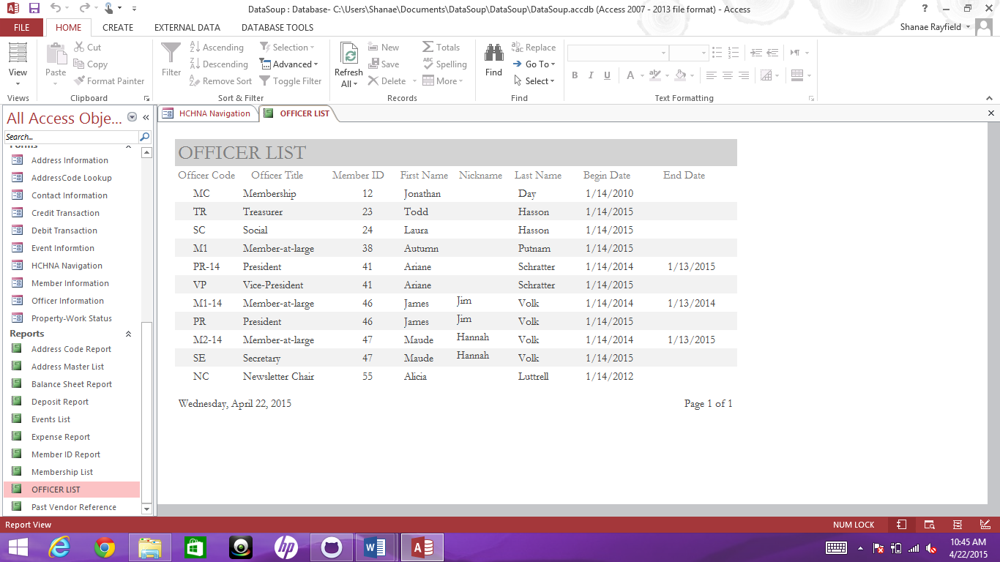 DataSoup : Database- C:\Users\Shanae\Documents\DataSoup\DataSoup\DataSoup.accdb (Access 2007 - 2013 file format) - Access
FILE HOME CREATE EXTERNAL DATA DATABASE TOOLS Shanae Rayfield
View
Views
Paste
Cut
Copy
Format Painter
Clipboard
Filter
Ascending
Descending
Remove Sort
Selection
Advanced
Toggle Filter
Sort & Filter
Refresh
All
New
Save
Delete
Totals
Spelling
More
Records
Find
Replace
Go To
Select
Find
B I U A
Text Formatting
All Access Obje...
Search...
Forms
Address Information
AddressCode Lookup
Contact Information
Credit Transaction
Debit Transaction
Event Informtion
HCHNA Navigation
Member Information
Officer Information
Property-Work Status
Reports
Address Code Report
Address Master List
Balance Sheet Report
Deposit Report
Events List
Expense Report
Member ID Report
Membership List
OFFICER LIST
Past Vendor Reference
HCHNA Navigation OFFICER LIST
OFFICER LIST
Officer Code Officer Title Member ID First Name Nickname Last Name Begin Date End Date
MC Membership 12 Jonathan Day 1/14/2010
TR Treasurer 23 Todd Hasson 1/14/2015
SC Social 24 Laura Hasson 1/14/2015
M1 Member-at-large 38 Autumn Putnam 1/14/2015
PR-14 President 41 Ariane Schratter 1/14/2014 1/13/2015
VP Vice-President 41 Ariane Schratter 1/14/2015
M1-14 Member-at-large 46 James Jim Volk 1/14/2014 1/13/2014
PR President 46 James Jim Volk 1/14/2015
M2-14 Member-at-large 47 Maude Hannah Volk 1/14/2014 1/13/2015
SE Secretary 47 Maude Hannah Volk 1/14/2015
NC Newsletter Chair 55 Alicia Luttrell 1/14/2012
Wednesday, April 22, 2015 Page 1 of 1
Report View NUM LOCK
10:45 AM
4/22/2015